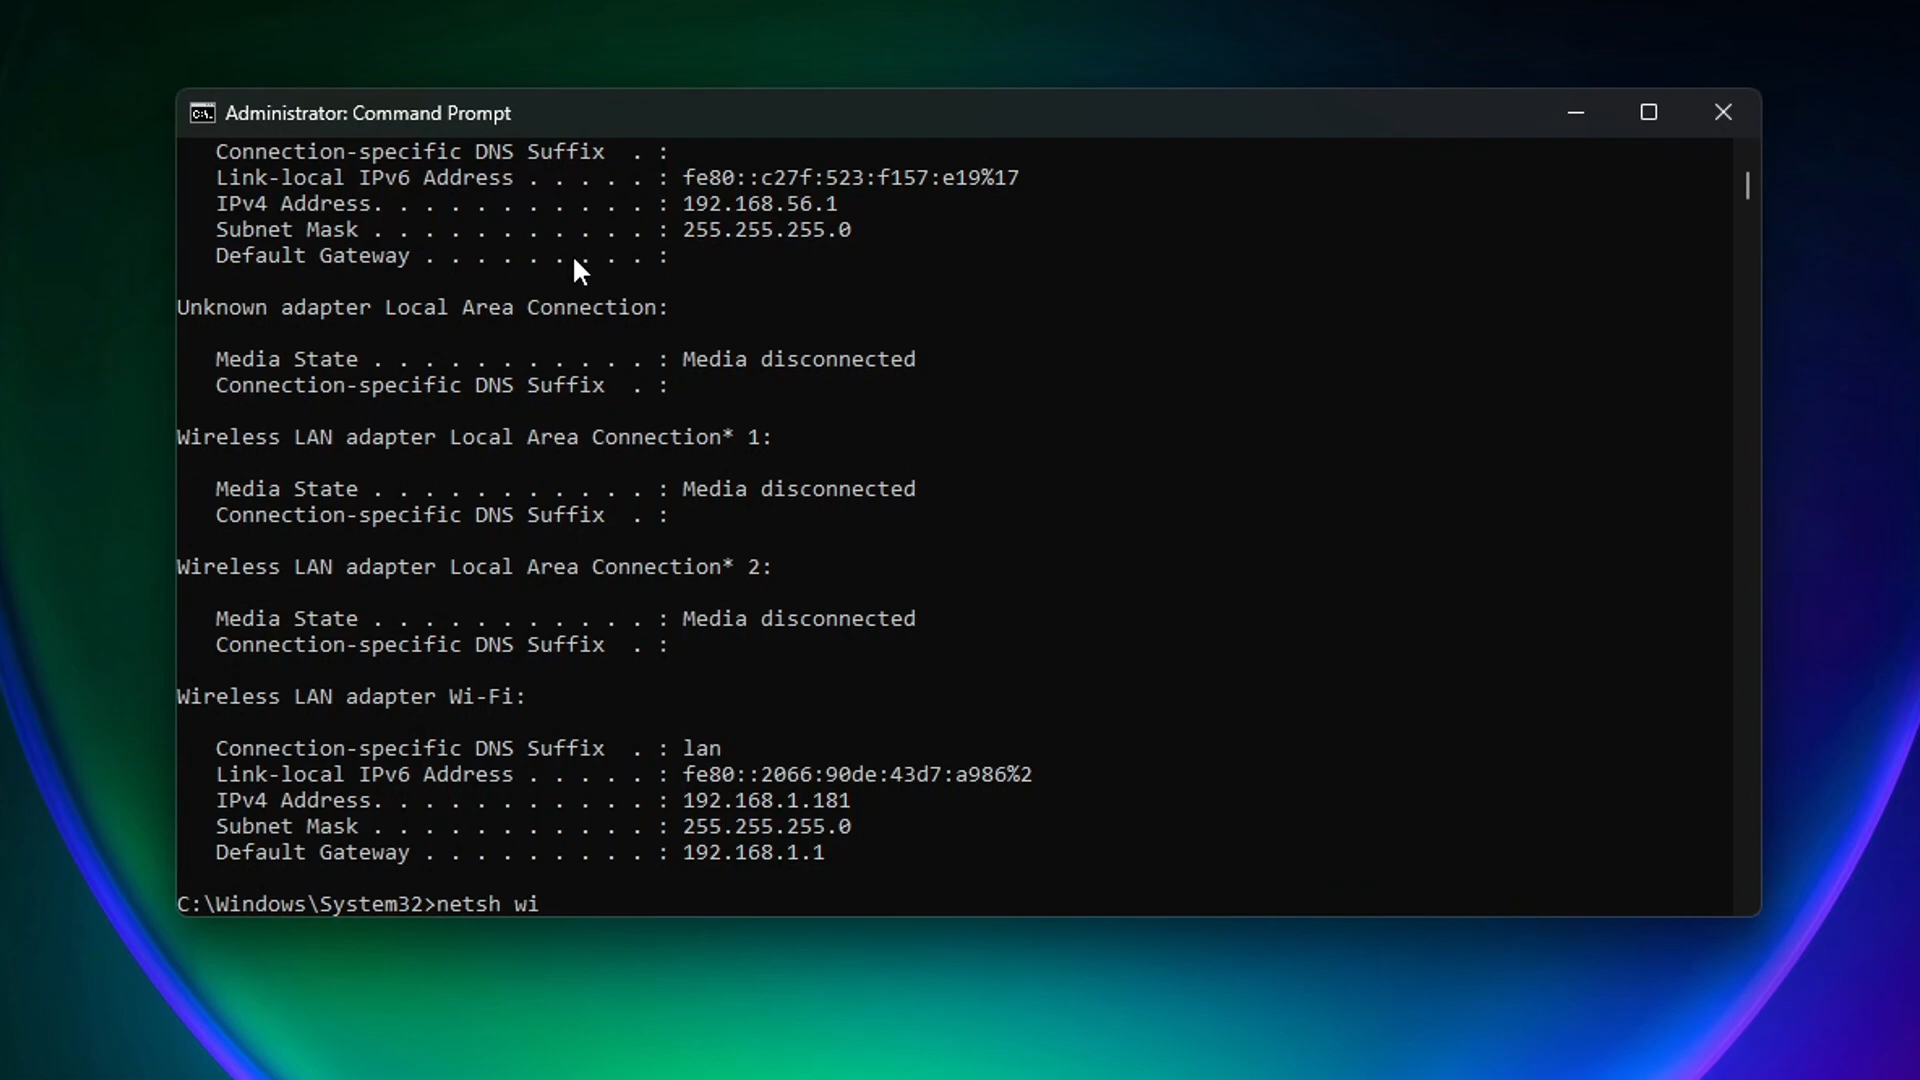 Administrator: Command Prompt
Connection-specific DNS Suffix . :
Link-local IPv6 Address . . . . . : fe80::c27f:523:f157:e19%17
IPv4 Address. . . . . . . . . . . : 192.168.56.1
Subnet Mask . . . . . . . . . . . : 255.255.255.0
Default Gateway . . . . . . . . . :
Unknown adapter Local Area Connection:
Media State . . . . . . . . . . . : Media disconnected
Connection-specific DNS Suffix . :
Wireless LAN adapter Local Area Connection* 1:
Media State . . . . . . . . . . . : Media disconnected
Connection-specific DNS Suffix . :
Wireless LAN adapter Local Area Connection* 2:
Media State . . . . . . . . . . . : Media disconnected
Connection-specific DNS Suffix . :
Wireless LAN adapter Wi-Fi:
Connection-specific DNS Suffix . : lan
Link-local IPv6 Address . . . . . : fe80::2066:90de:43d7:a986%2
IPv4 Address. . . . . . . . . . . : 192.168.1.181
Subnet Mask . . . . . . . . . . . : 255.255.255.0
Default Gateway . . . . . . . . . : 192.168.1.1
C:\Windows\System32>netsh wi